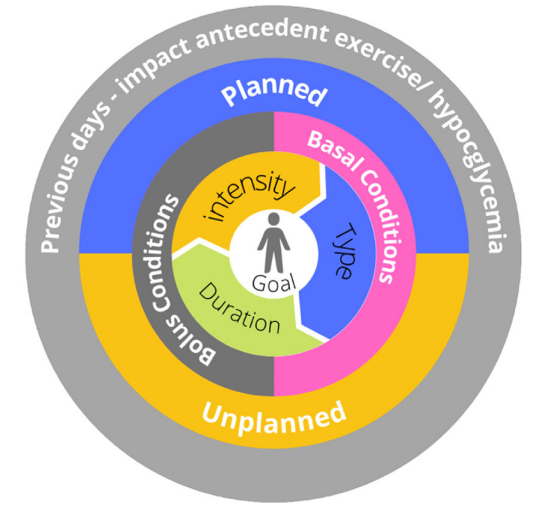 Previous days - impact antecedent exercise/ hypocglycemia
Planned
Basal Conditions
Bolus Conditions
intensity
Type
Duration
Goal
Unplanned